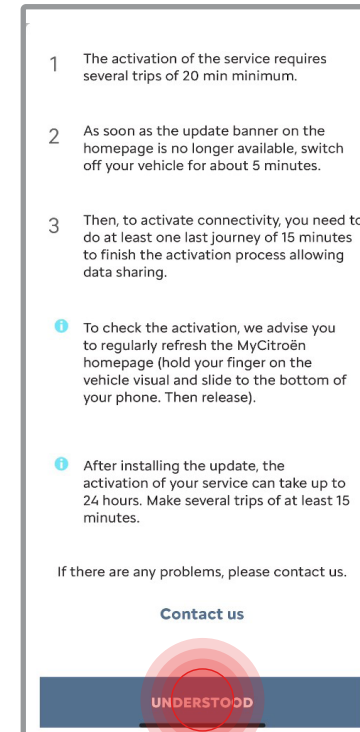 1 The activation of the service requires
several trips of 20 min minimum.
2 As soon as the update banner on the
homepage is no longer available, switch
off your vehicle for about 5 minutes.
3 Then, to activate connectivity, you need to
do at least one last journey of 15 minutes
to finish the activation process allowing
data sharing.
To check the activation, we advise you
to regularly refresh the MyCitroën
homepage (hold your finger on the
vehicle visual and slide to the bottom of
your phone. Then release).
After installing the update, the
activation of your service can take up to
24 hours. Make several trips of at least 15
minutes.
If there are any problems, please contact us.
Contact us
UNDERSTOOD